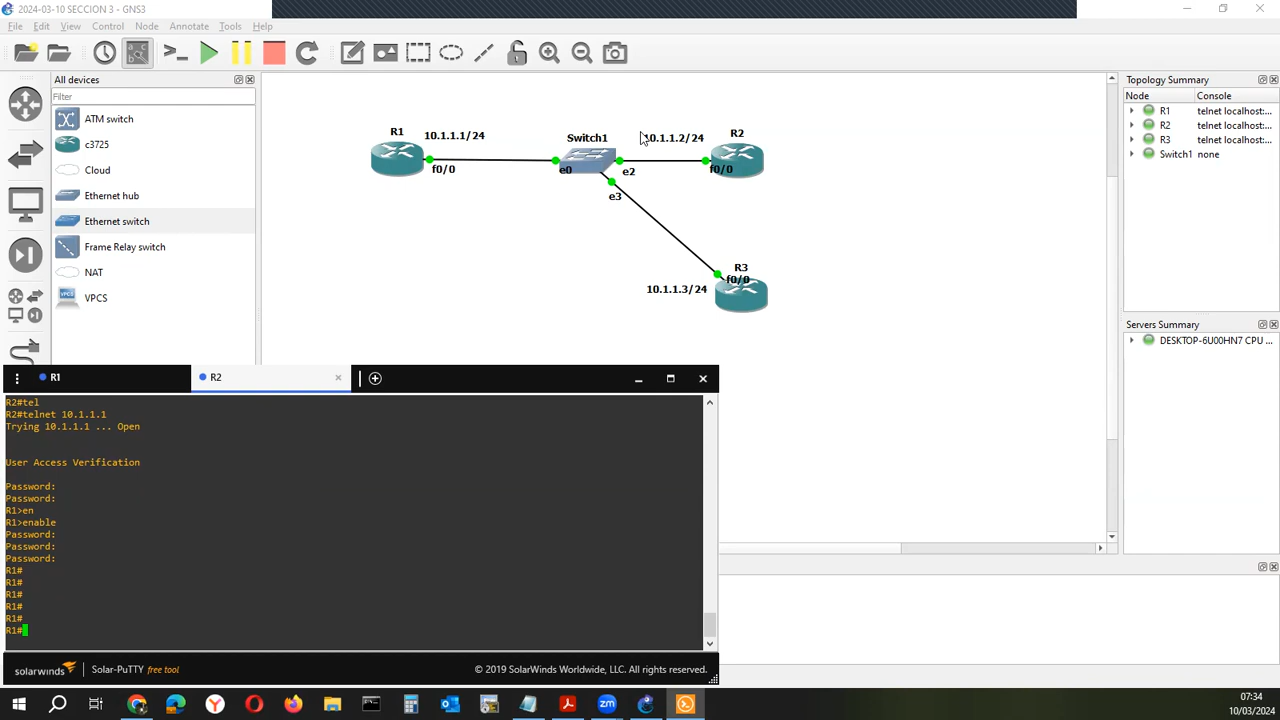 2024-03-10 SECCION 3 - GNS3
File Edit View Control Node Annotate Tools Help
All devices
Filter
ATM switch
c3725
Cloud
Ethernet hub
Ethernet switch
Frame Relay switch
NAT
VPCS
R1
10.1.1.1/24
f0/0
Switch1
e0
e2
e3
10.1.1.2/24
R2
f0/0
R3
f0/0
10.1.1.3/24
Topology Summary
Node Console
R1 telnet localhost:...
R2 telnet localhost:...
R3 telnet localhost:...
Switch1 none
Servers Summary
DESKTOP-6U00HN7 CPU ...
R1
R2
R2#tel
R2#telnet 10.1.1.1
Trying 10.1.1.1 ... Open
User Access Verification
Password:
Password:
R1>en
R1>enable
Password:
Password:
Password:
R1#
R1#
R1#
R1#
R1#
R1#
solarwinds Solar-PuTTY free tool
© 2019 SolarWinds Worldwide, LLC. All rights reserved.
07:34
10/03/2024